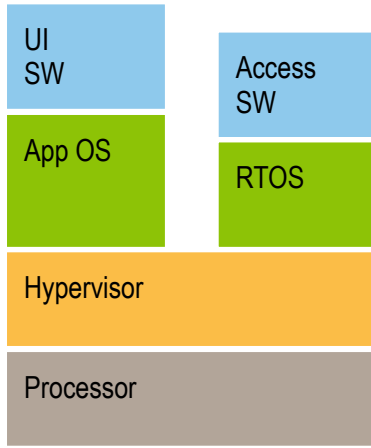 UI
SW
App OS
Access
SW
RTOS
Hypervisor
Processor